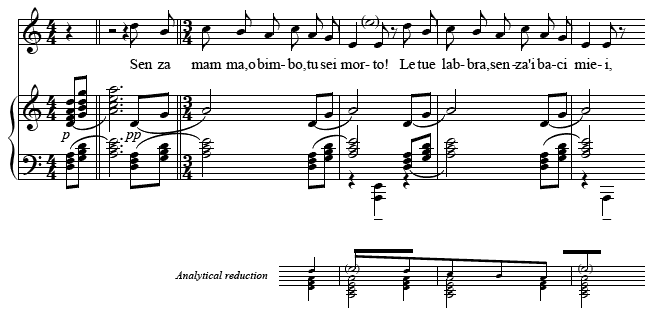 Sen za mam ma,o bim-bo,tu sei mor-to! Le tue lab-bra,sen-za'i ba-ci mie-i,
p pp
Analytical reduction